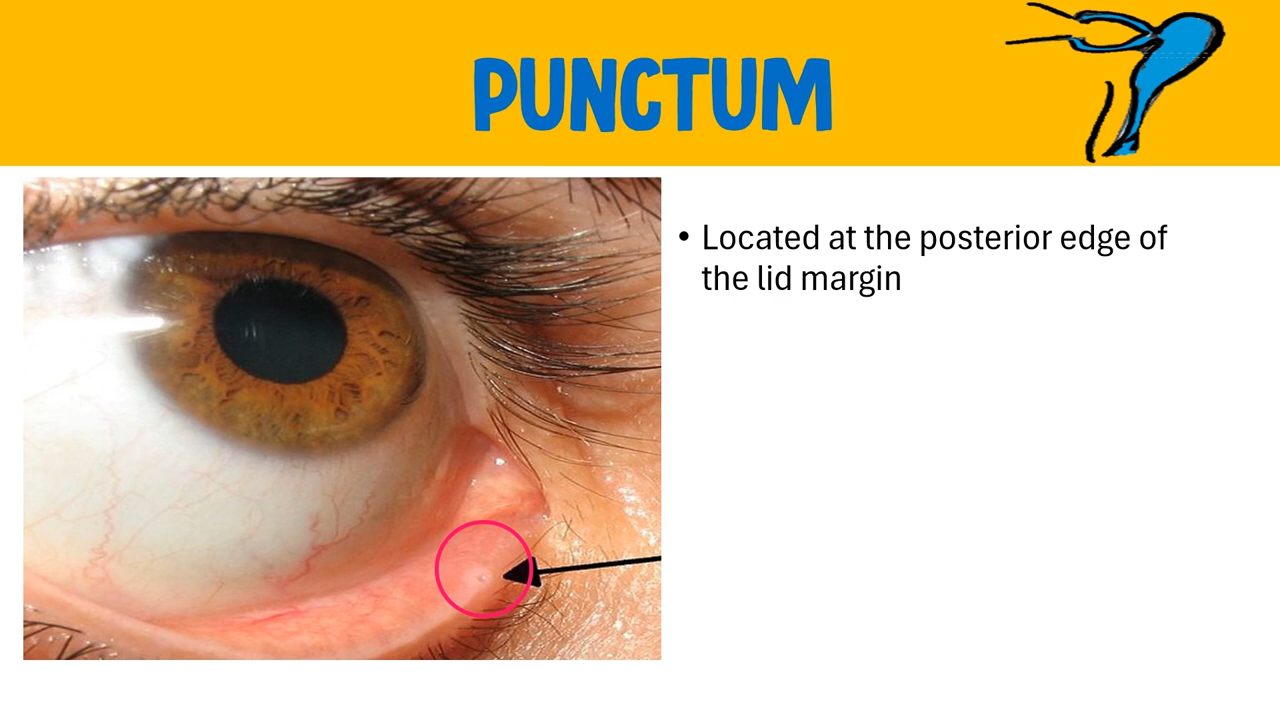 PUNCTUM
• Located at the posterior edge of
the lid margin